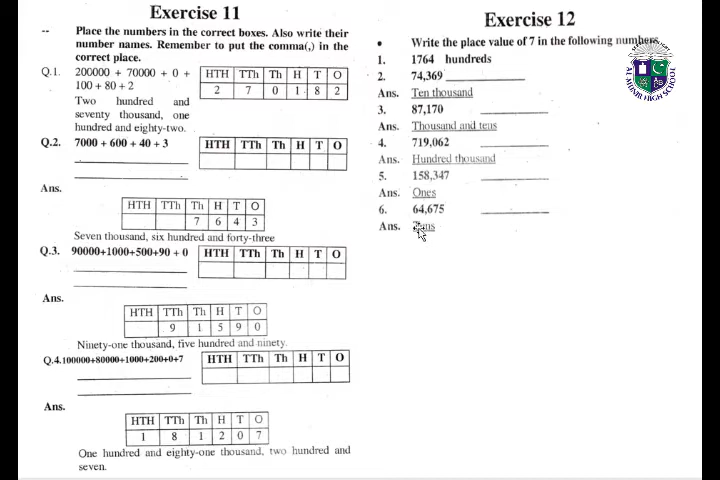 Exercise 11
-- Place the numbers in the correct boxes. Also write their
number names. Remember to put the comma(,) in the
correct place.
Q.1. 200000 + 70000 + 0 +
100 + 80 + 2
HTH TTh Th H T O
2 7 0 1 8 2
Two hundred and
seventy thousand, one
hundred and eighty-two.
Q.2. 7000 + 600 + 40 + 3
HTH TTh Th H T O
Ans.
HTH TTh Th H T O
7 6 4 3
Seven thousand, six hundred and forty-three
Q.3. 90000+1000+500+90 + 0
HTH TTh Th H T O
Ans.
HTH TTh Th H T O
9 1 5 9 0
Ninety-one thousand, five hundred and ninety.
Q.4. 100000+80000+1000+200+0+7
HTH TTh Th H T O
Ans.
HTH TTh Th H T O
1 8 1 2 0 7
One hundred and eighty-one thousand, two hundred and
seven.
Exercise 12
• Write the place value of 7 in the following numbers.
1. 1764 hundreds
2. 74,369
Ans. Ten thousand
3. 87,170
Ans. Thousand and tens
4. 719,062
Ans. Hundred thousand
5. 158,347
Ans. Ones
6. 64,675
Ans. Tens
AL-MUNIR HIGH SCHOOL